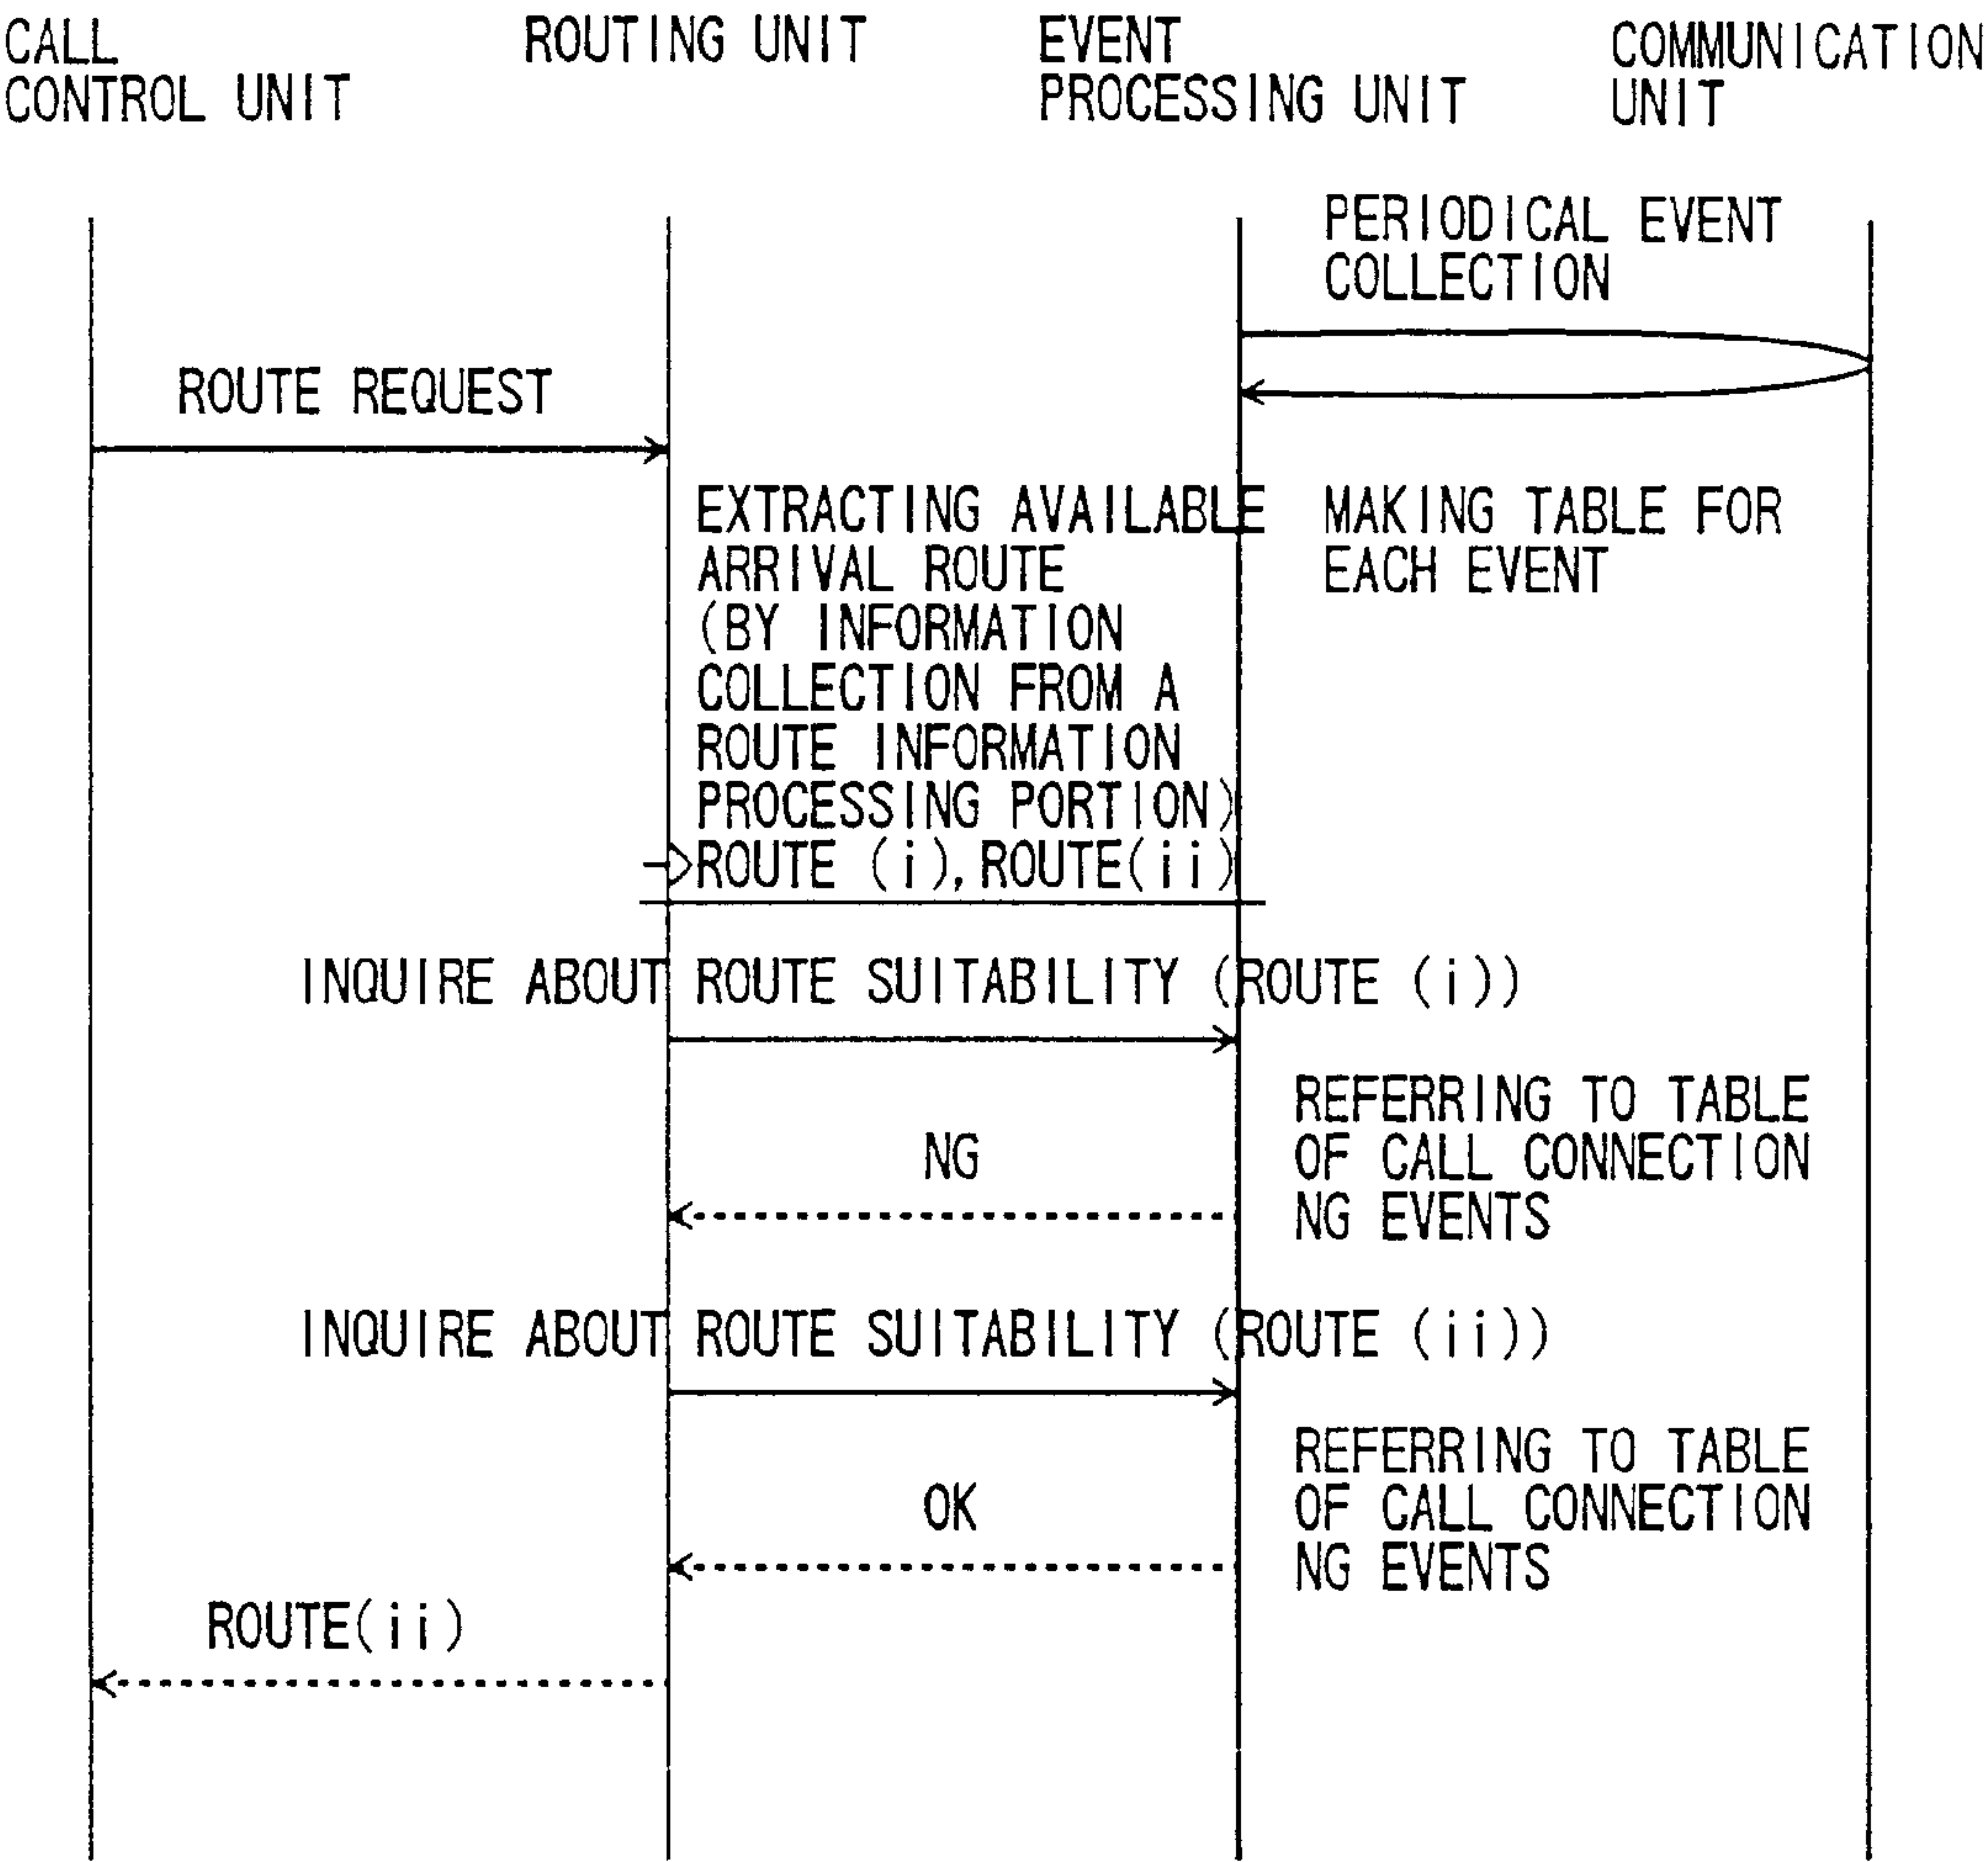 CALL
CONTROL UNIT
ROUTING UNIT
EVENT
PROCESSING UNIT
COMMUNICATION
UNIT
PERIODICAL EVENT
COLLECTION
ROUTE REQUEST
EXTRACTING AVAILABLE
ARRIVAL ROUTE
(BY INFORMATION
COLLECTION FROM A
ROUTE INFORMATION
PROCESSING PORTION)
ROUTE (i), ROUTE(ii)
MAKING TABLE FOR
EACH EVENT
INQUIRE ABOUT ROUTE SUITABILITY (ROUTE (i))
NG
REFERRING TO TABLE
OF CALL CONNECTION
NG EVENTS
INQUIRE ABOUT ROUTE SUITABILITY (ROUTE (ii))
OK
REFERRING TO TABLE
OF CALL CONNECTION
NG EVENTS
ROUTE(ii)